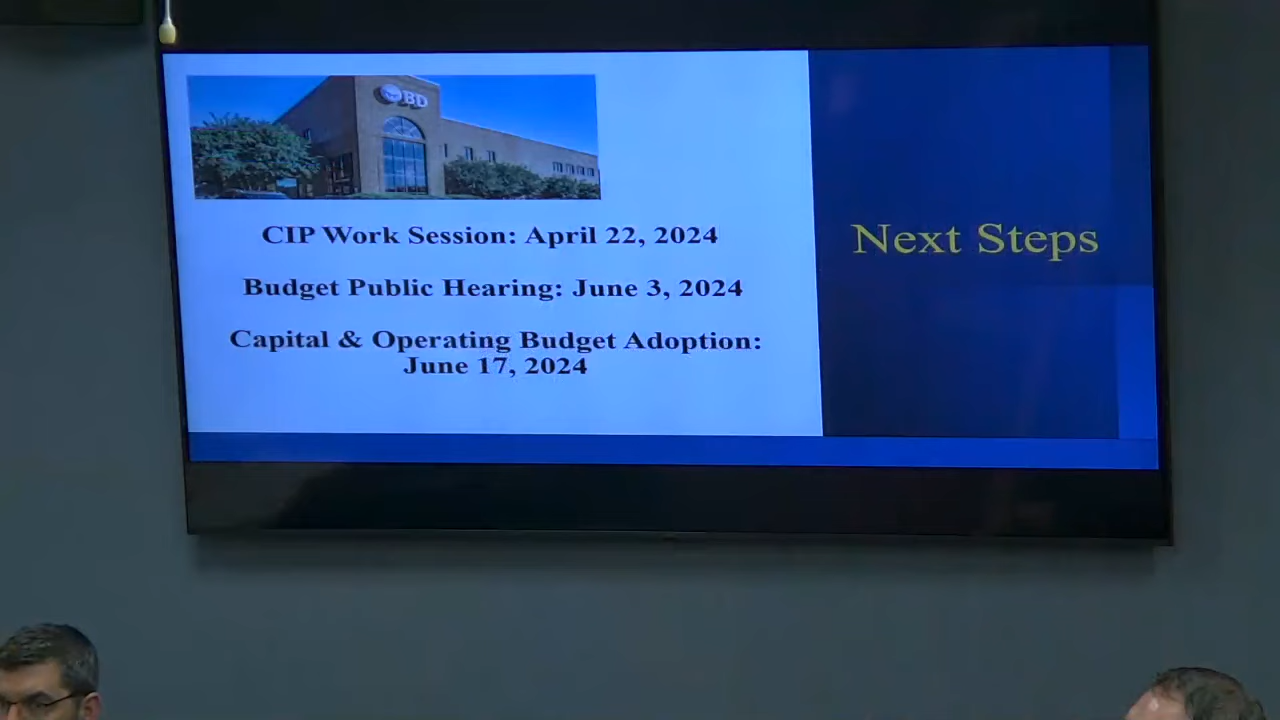 BD
CIP Work Session: April 22, 2024
Budget Public Hearing: June 3, 2024
Capital & Operating Budget Adoption:
June 17, 2024
Next Steps